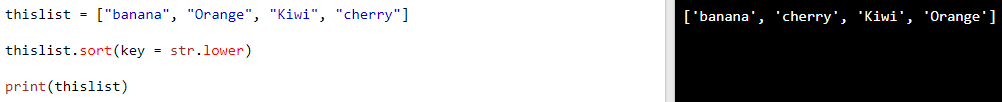 thislist = ["banana", "Orange", "Kiwi", "cherry"]
thislist.sort(key = str.lower)
print(thislist)
['banana', 'cherry', 'Kiwi', 'Orange']